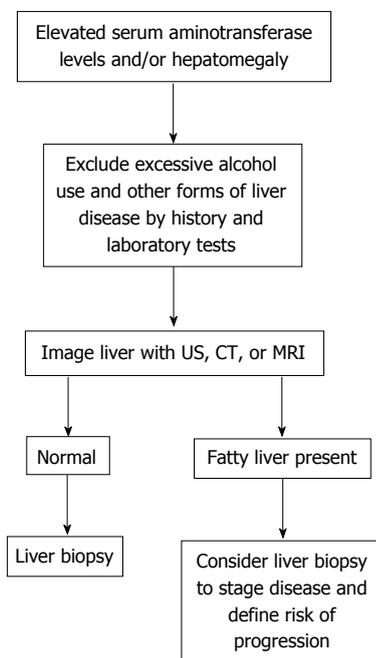 Elevated serum aminotransferase
levels and/or hepatomegaly
Exclude excessive alcohol
use and other forms of liver
disease by history and
laboratory tests
Image liver with US, CT, or MRI
Normal
Fatty liver present
Liver biopsy
Consider liver biopsy
to stage disease and
define risk of
progression